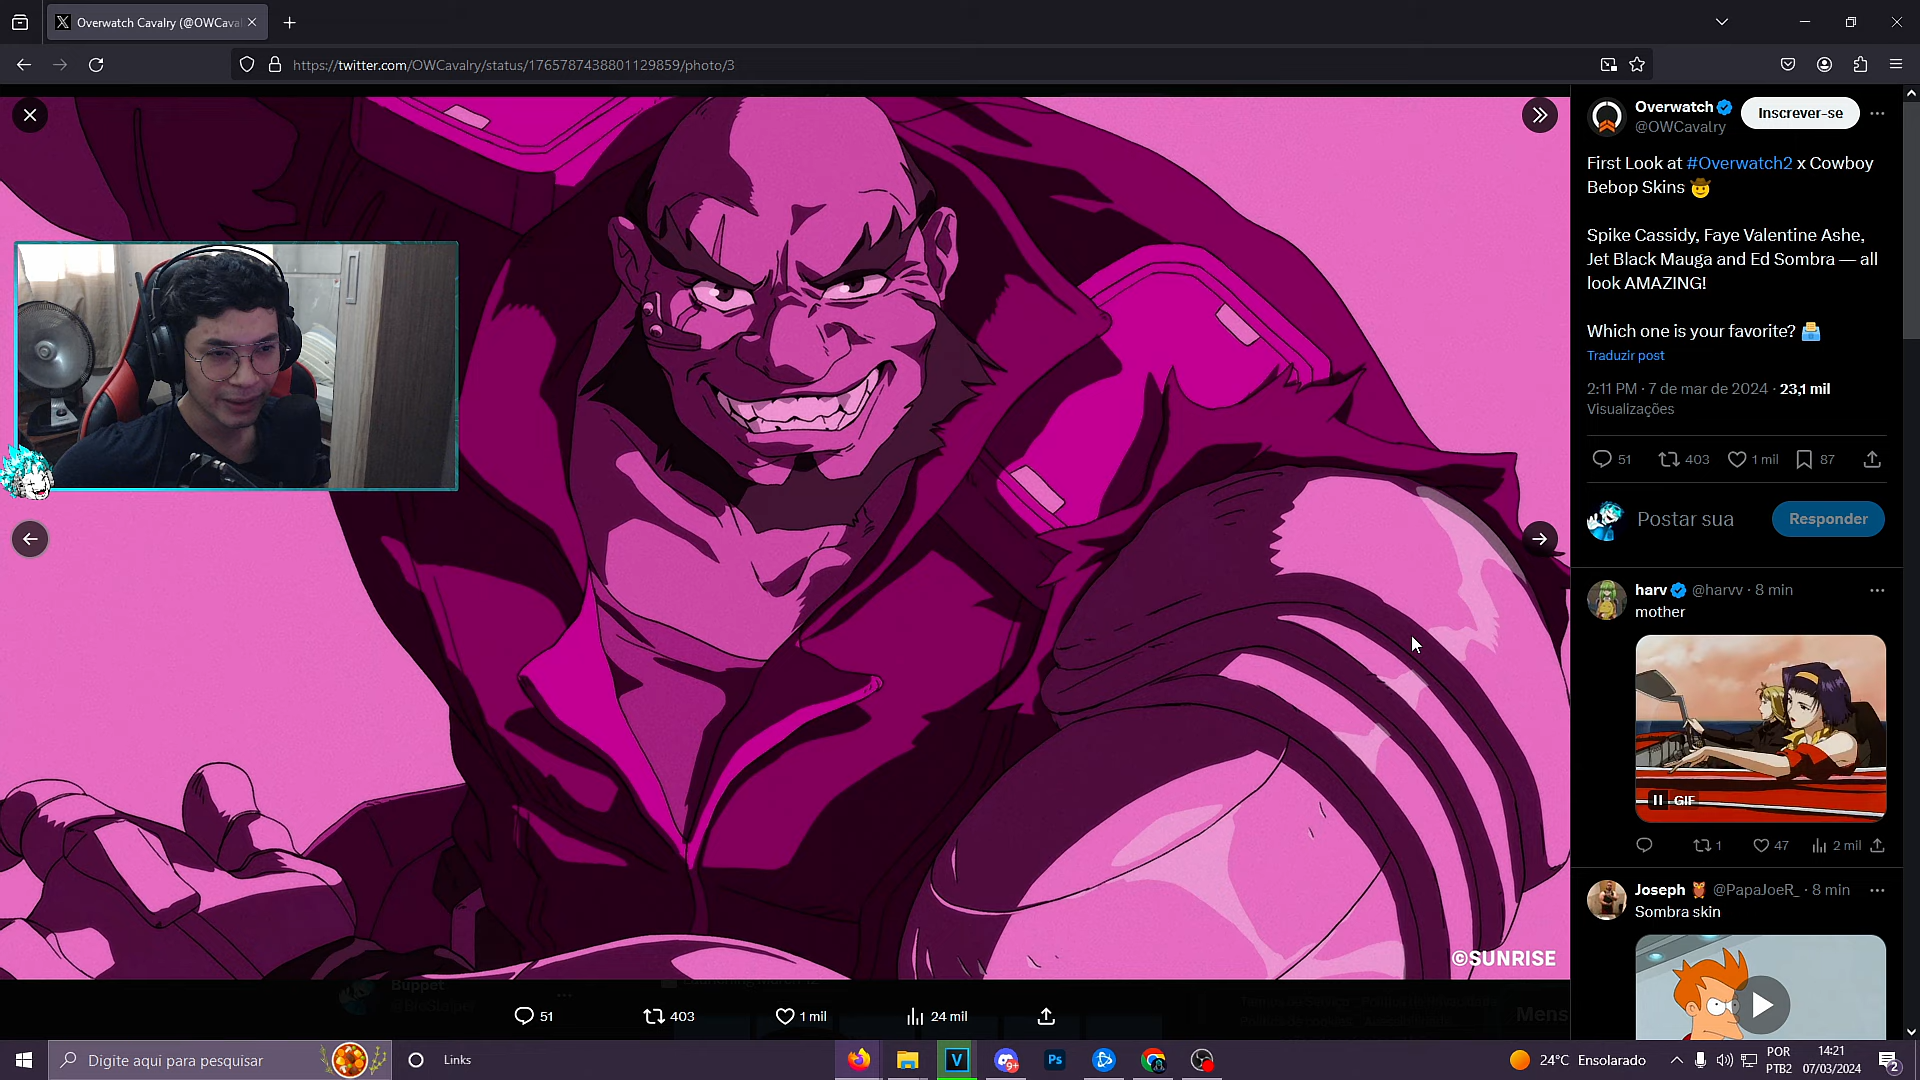 Overwatch Cavalry (@OWCaval
https://twitter.com/OWCavalry/status/1765787438801129859/photo/3
Overwatch
@OWCavalry
Inscrever-se
First Look at #Overwatch2 x Cowboy
Bebop Skins 🤠
Spike Cassidy, Faye Valentine Ashe,
Jet Black Mauga and Ed Sombra — all
look AMAZING!
Which one is your favorite? 🗳️
Traduzir post
2:11 PM · 7 de mar de 2024 · 23,1 mil
Visualizações
51 403 1 mil 87
Postar sua
Responder
harv @harvv · 8 min
mother
GIF
1 47 2 mil
Joseph 🦉 @PapaJoeR_ · 8 min
Sombra skin
©SUNRISE
Buppet
51 403 1 mil 24 mil
Mens
Digite aqui para pesquisar
Links
V
9+
Ps
24°C Ensolarado
POR
PTB2
14:21
07/03/2024
2